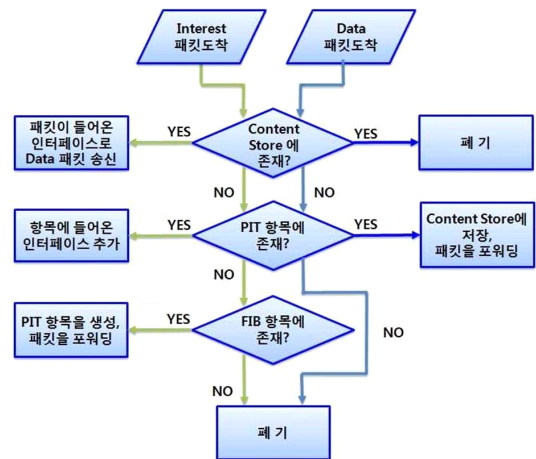 Interest
패킷도착
Data
패킷도착
패킷이 들어온
인터페이스로
Data 패킷 송신
YES
Content
Store 에
존재?
YES
폐 기
NO
NO
항목에 들어온
인터페이스 추가
YES
PIT 항목에
존재?
YES
Content Store에
저장,
패킷을 포워딩
NO
PIT 항목을 생성,
패킷을 포워딩
YES
FIB 항목에
존재?
NO
NO
폐 기